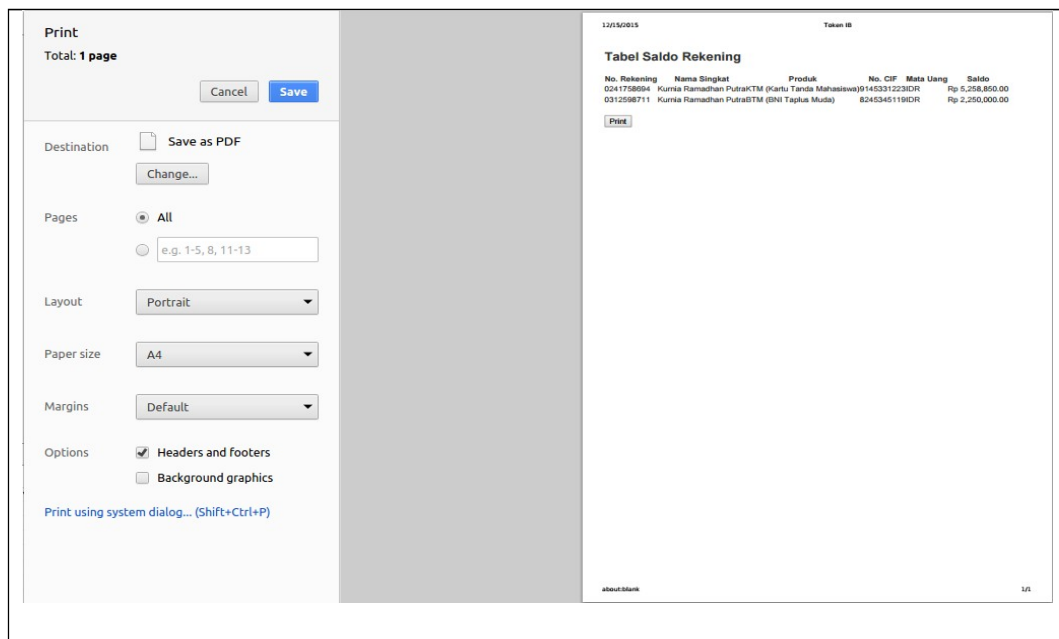 Print
Total: 1 page
Cancel Save
Destination Save as PDF
Change...
Pages All
e.g. 1-5, 8, 11-13
Layout Portrait
Paper size A4
Margins Default
Options Headers and footers
Background graphics
Print using system dialog... (Shift+Ctrl+P)
12/15/2015 Token IB
Tabel Saldo Rekening
No. Rekening Nama Singkat Produk No. CIF Mata Uang Saldo
0241758694 Kurnia Ramadhan PutraKTM (Kartu Tanda Mahasiswa)9145331223IDR Rp 5,258,850.00
0312598711 Kurnia Ramadhan PutraBTM (BNI Taplus Muda) 8245345119IDR Rp 2,250,000.00
Print
about:blank 1/1